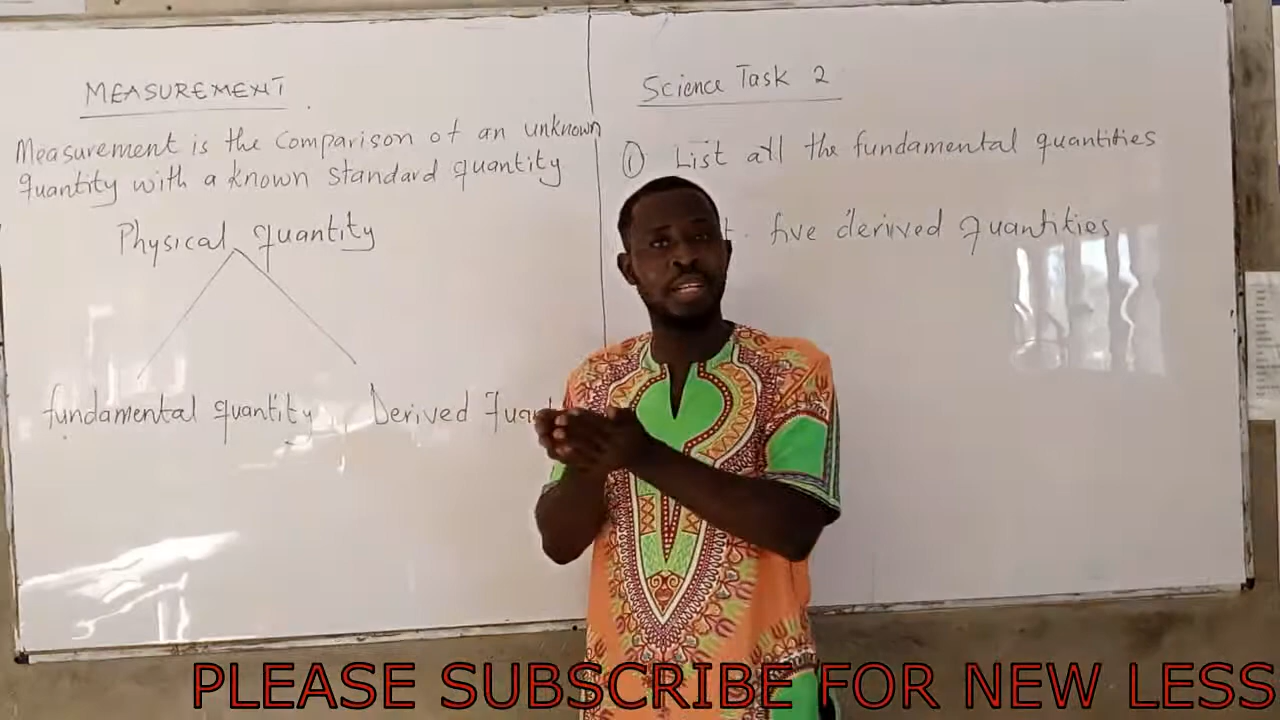 MEASUREMENT
Measurement is the comparison of an unknown
quantity with a known standard quantity
Physical quantity
fundamental quantity
Derived
Science Task 2
① List all the fundamental quantities
five derived quantities
PLEASE SUBSCRIBE FOR NEW LESS